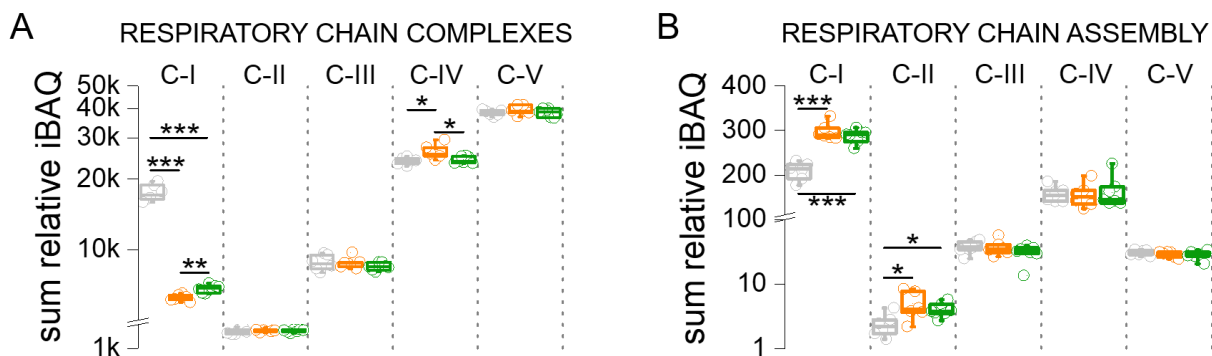 A RESPIRATORY CHAIN COMPLEXES
C-I C-II C-III C-IV C-V
sum relative iBAQ
50k
40k
30k
20k
10k
1k
***
***
**
*
*
B RESPIRATORY CHAIN ASSEMBLY
C-I C-II C-III C-IV C-V
sum relative iBAQ
400
300
200
100
10
1
***
***
*
*